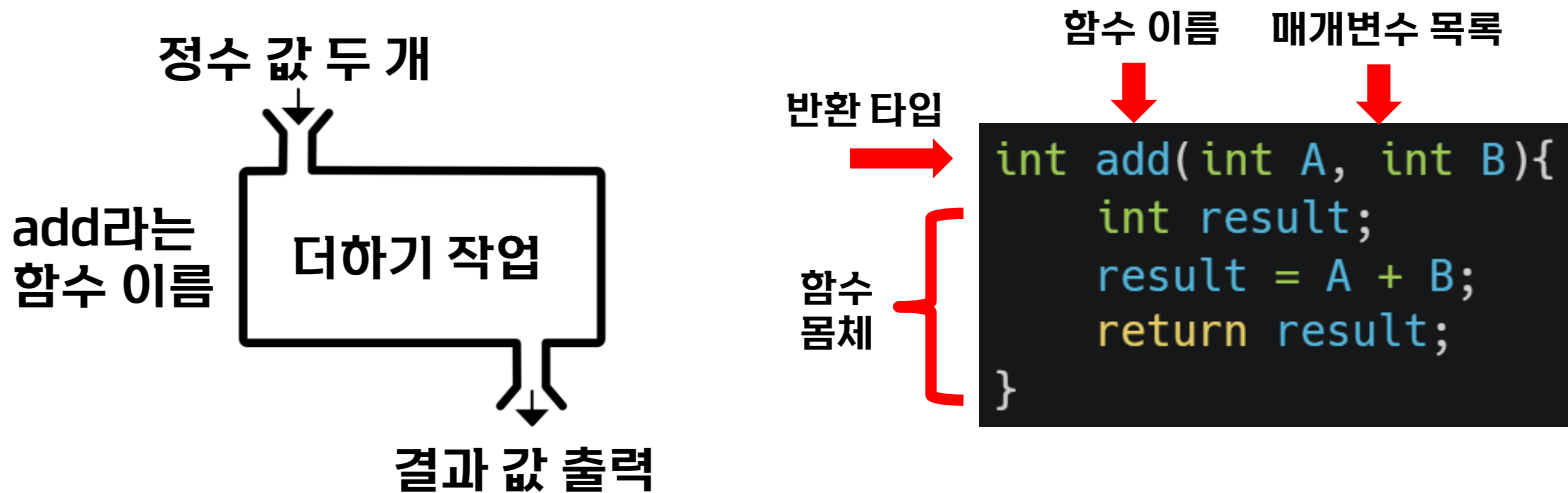 정수 값 두 개
add라는
함수 이름
더하기 작업
결과 값 출력
함수 이름
매개변수 목록
반환 타입
int add(int A, int B){
int result;
result = A + B;
return result;
}
함수
몸체